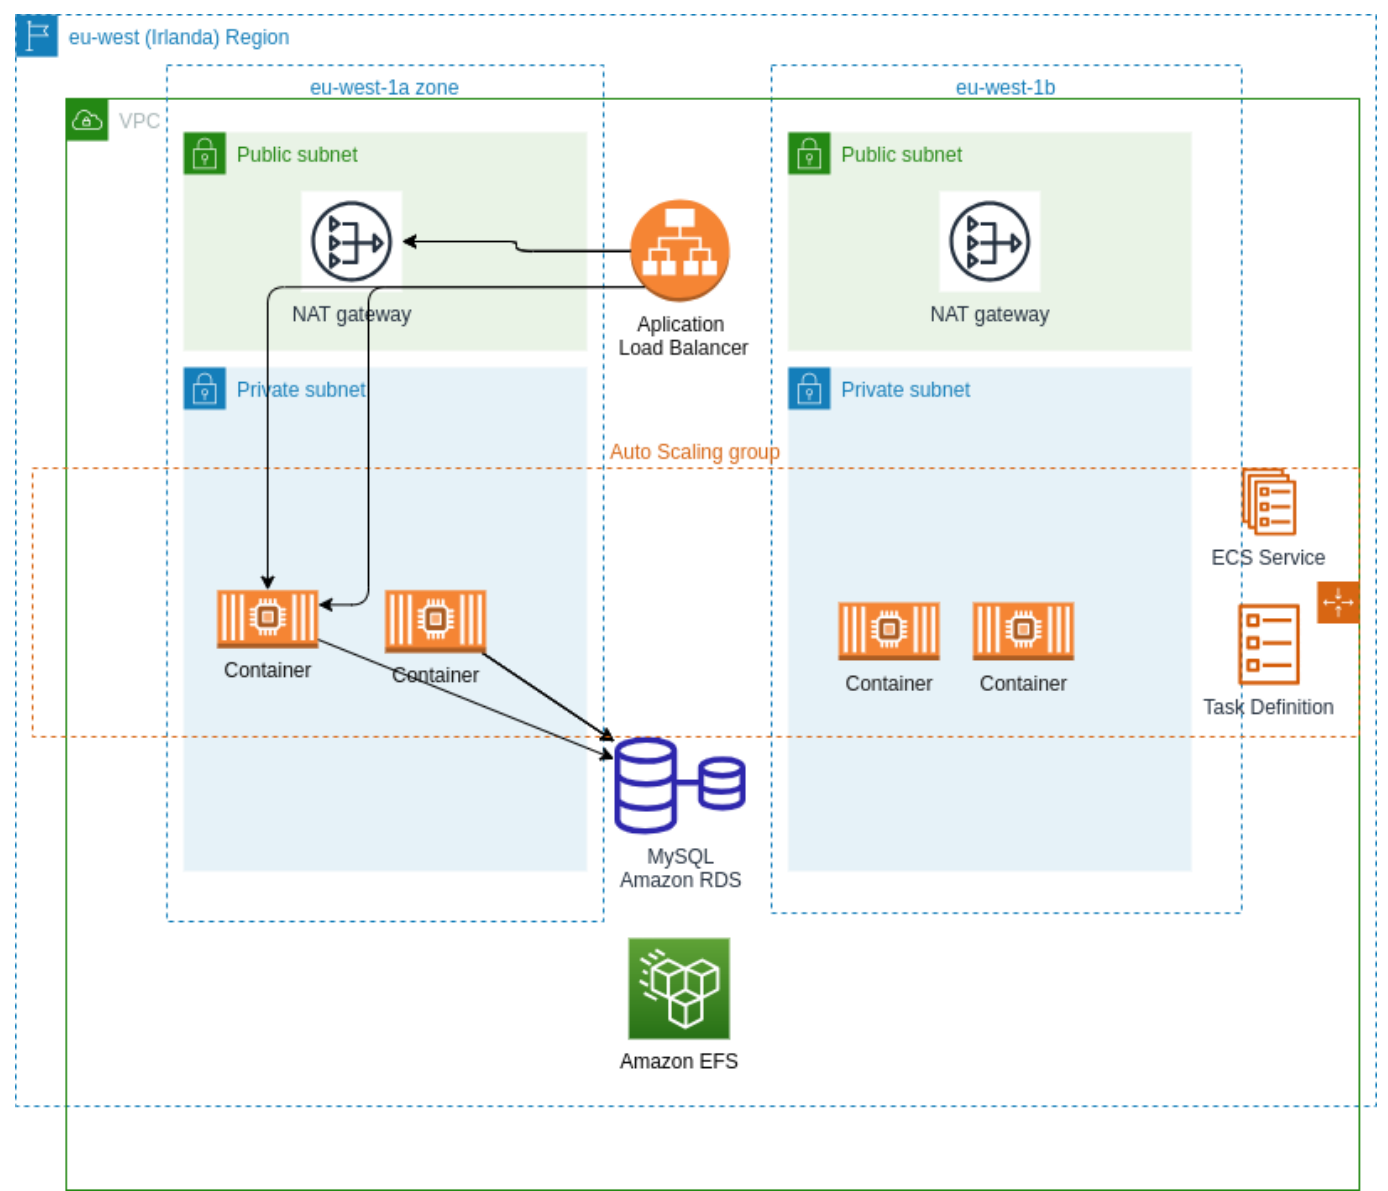 eu-west (Irlanda) Region
eu-west-1a zone
eu-west-1b
VPC
Public subnet
Public subnet
NAT gateway
Aplication
Load Balancer
NAT gateway
Private subnet
Private subnet
Auto Scaling group
ECS Service
Container
Container
Container
Container
Task Definition
MySQL
Amazon RDS
Amazon EFS